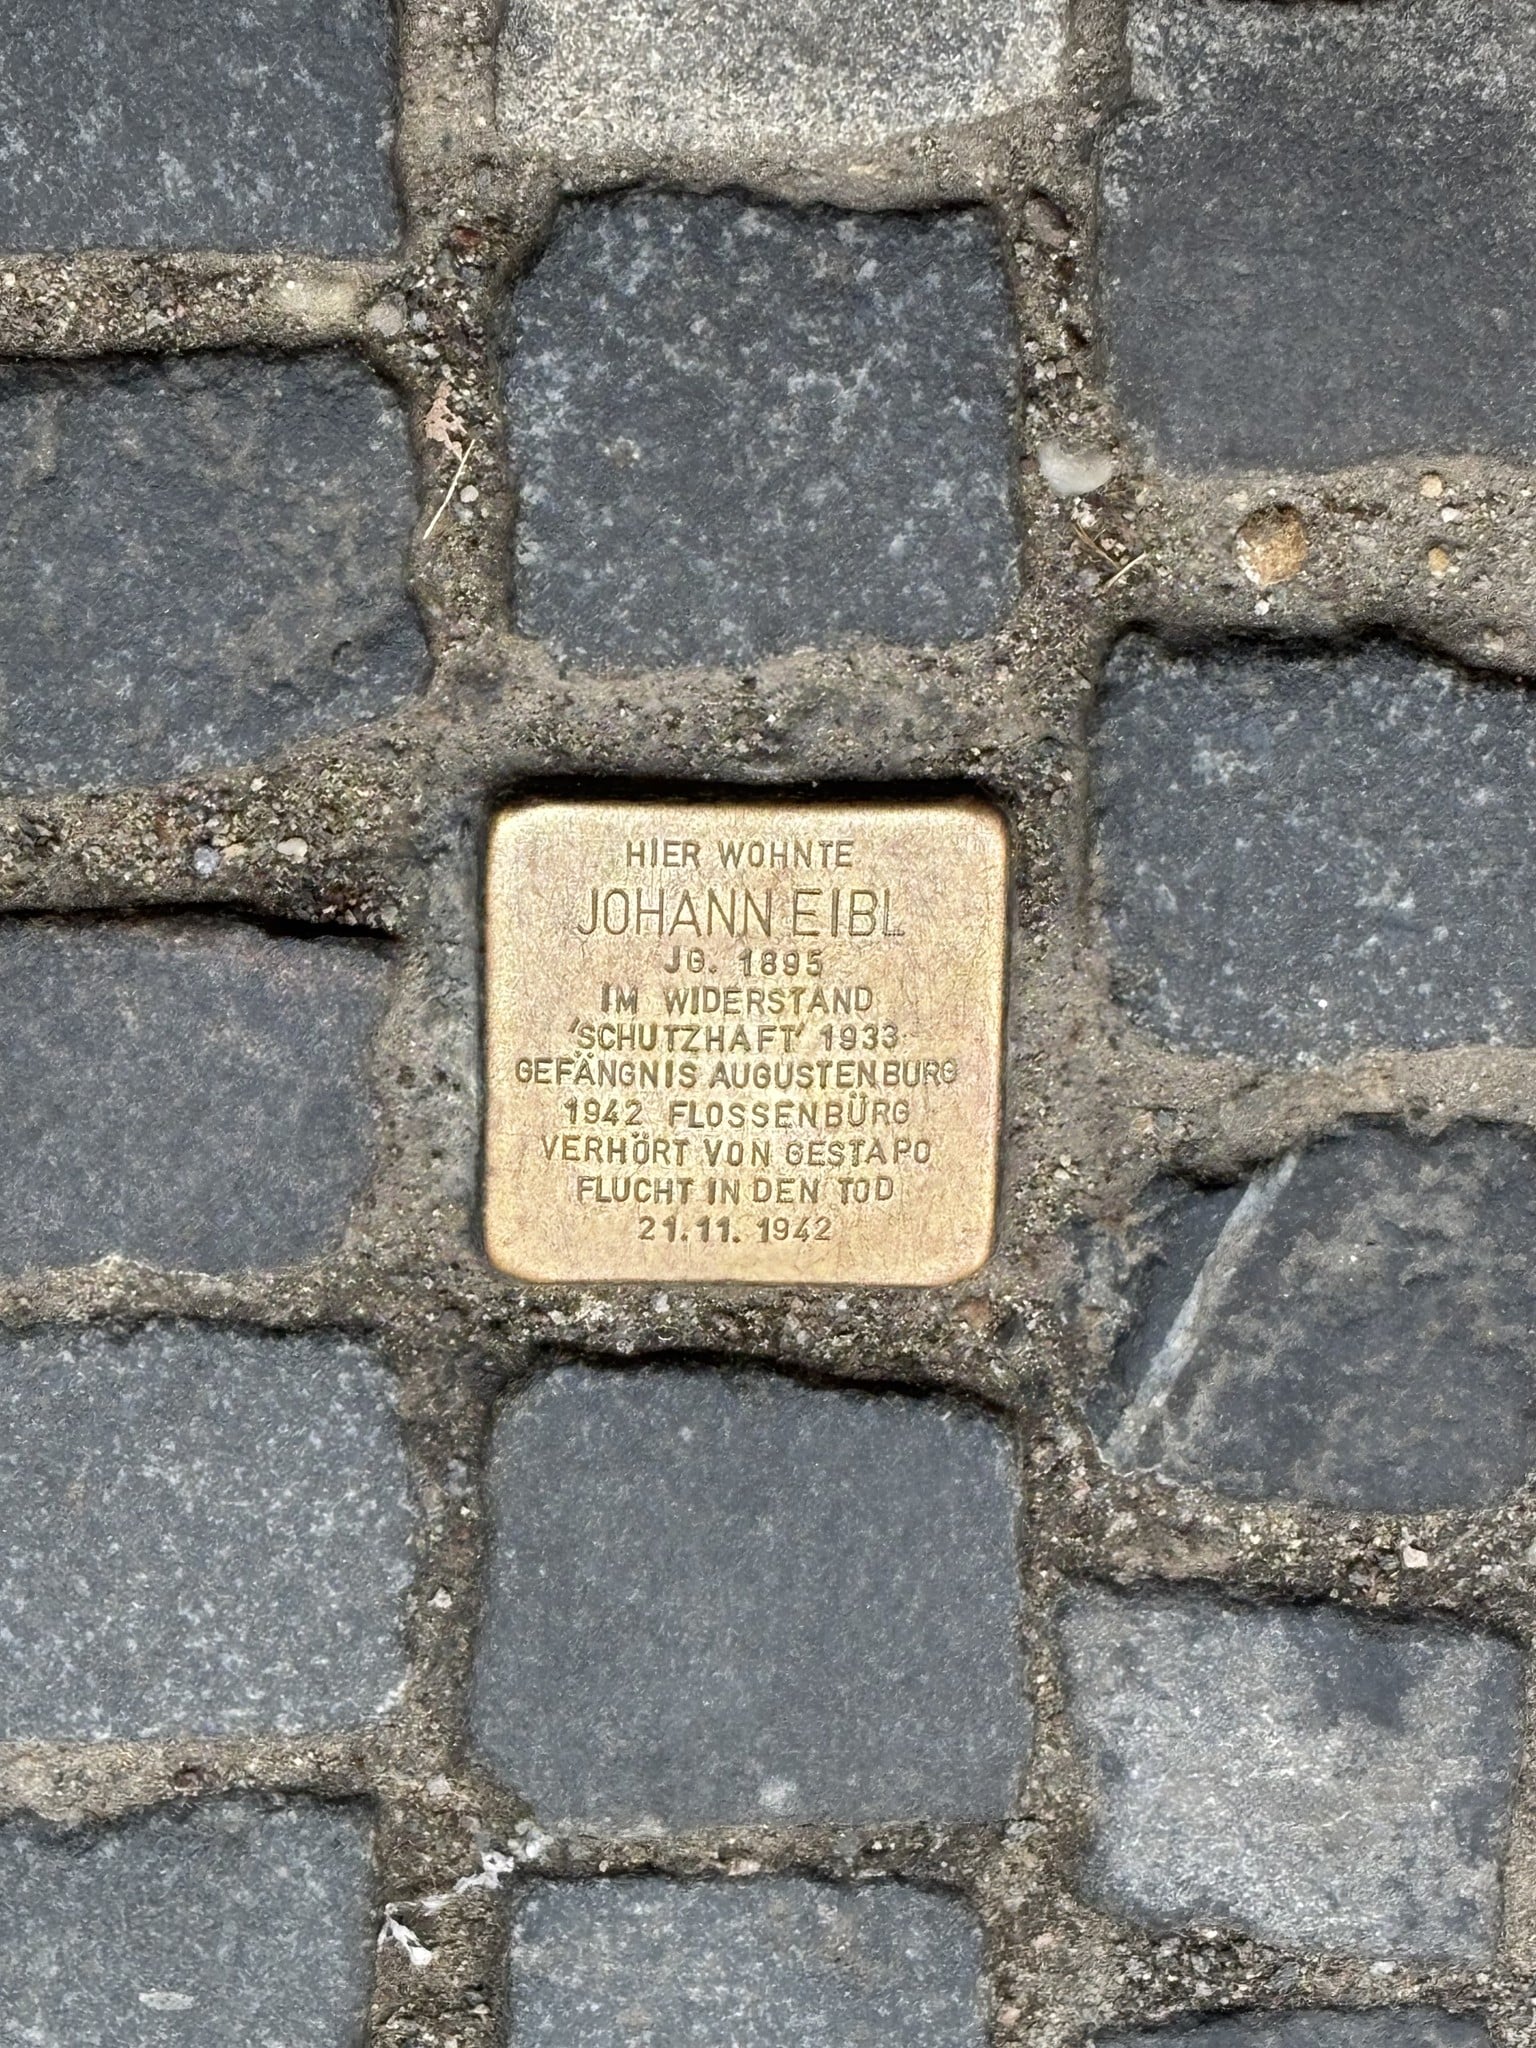 HIER WOHNTE
JOHANN EIBL
JG. 1895
IM WIDERSTAND
'SCHUTZHAFT' 1933
GEFÄNGNIS AUGUSTENBURG
1942 FLOSSENBÜRG
VERHÖRT VON GESTAPO
FLUCHT IN DEN TOD
21.11. 1942